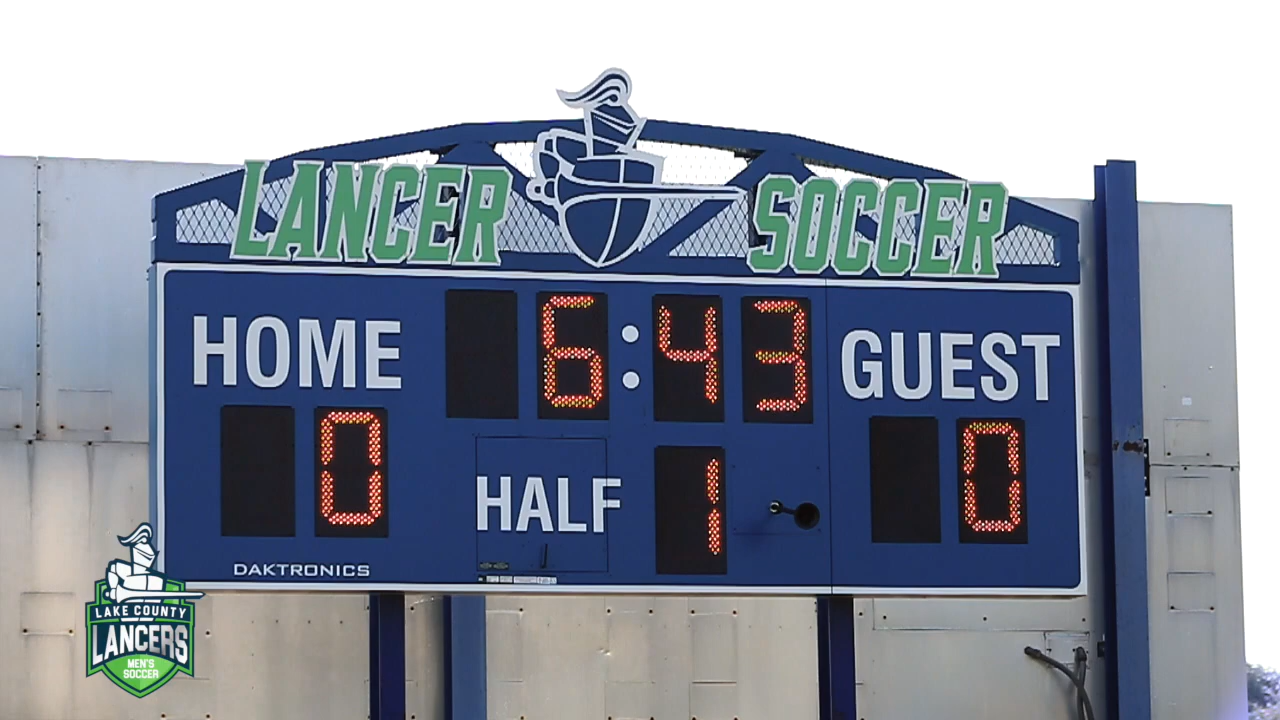 LANCER SOCCER
HOME 6:43 GUEST
0 HALF 1 0
DAKTRONICS
LAKE COUNTY
LANCERS
MEN'S
SOCCER